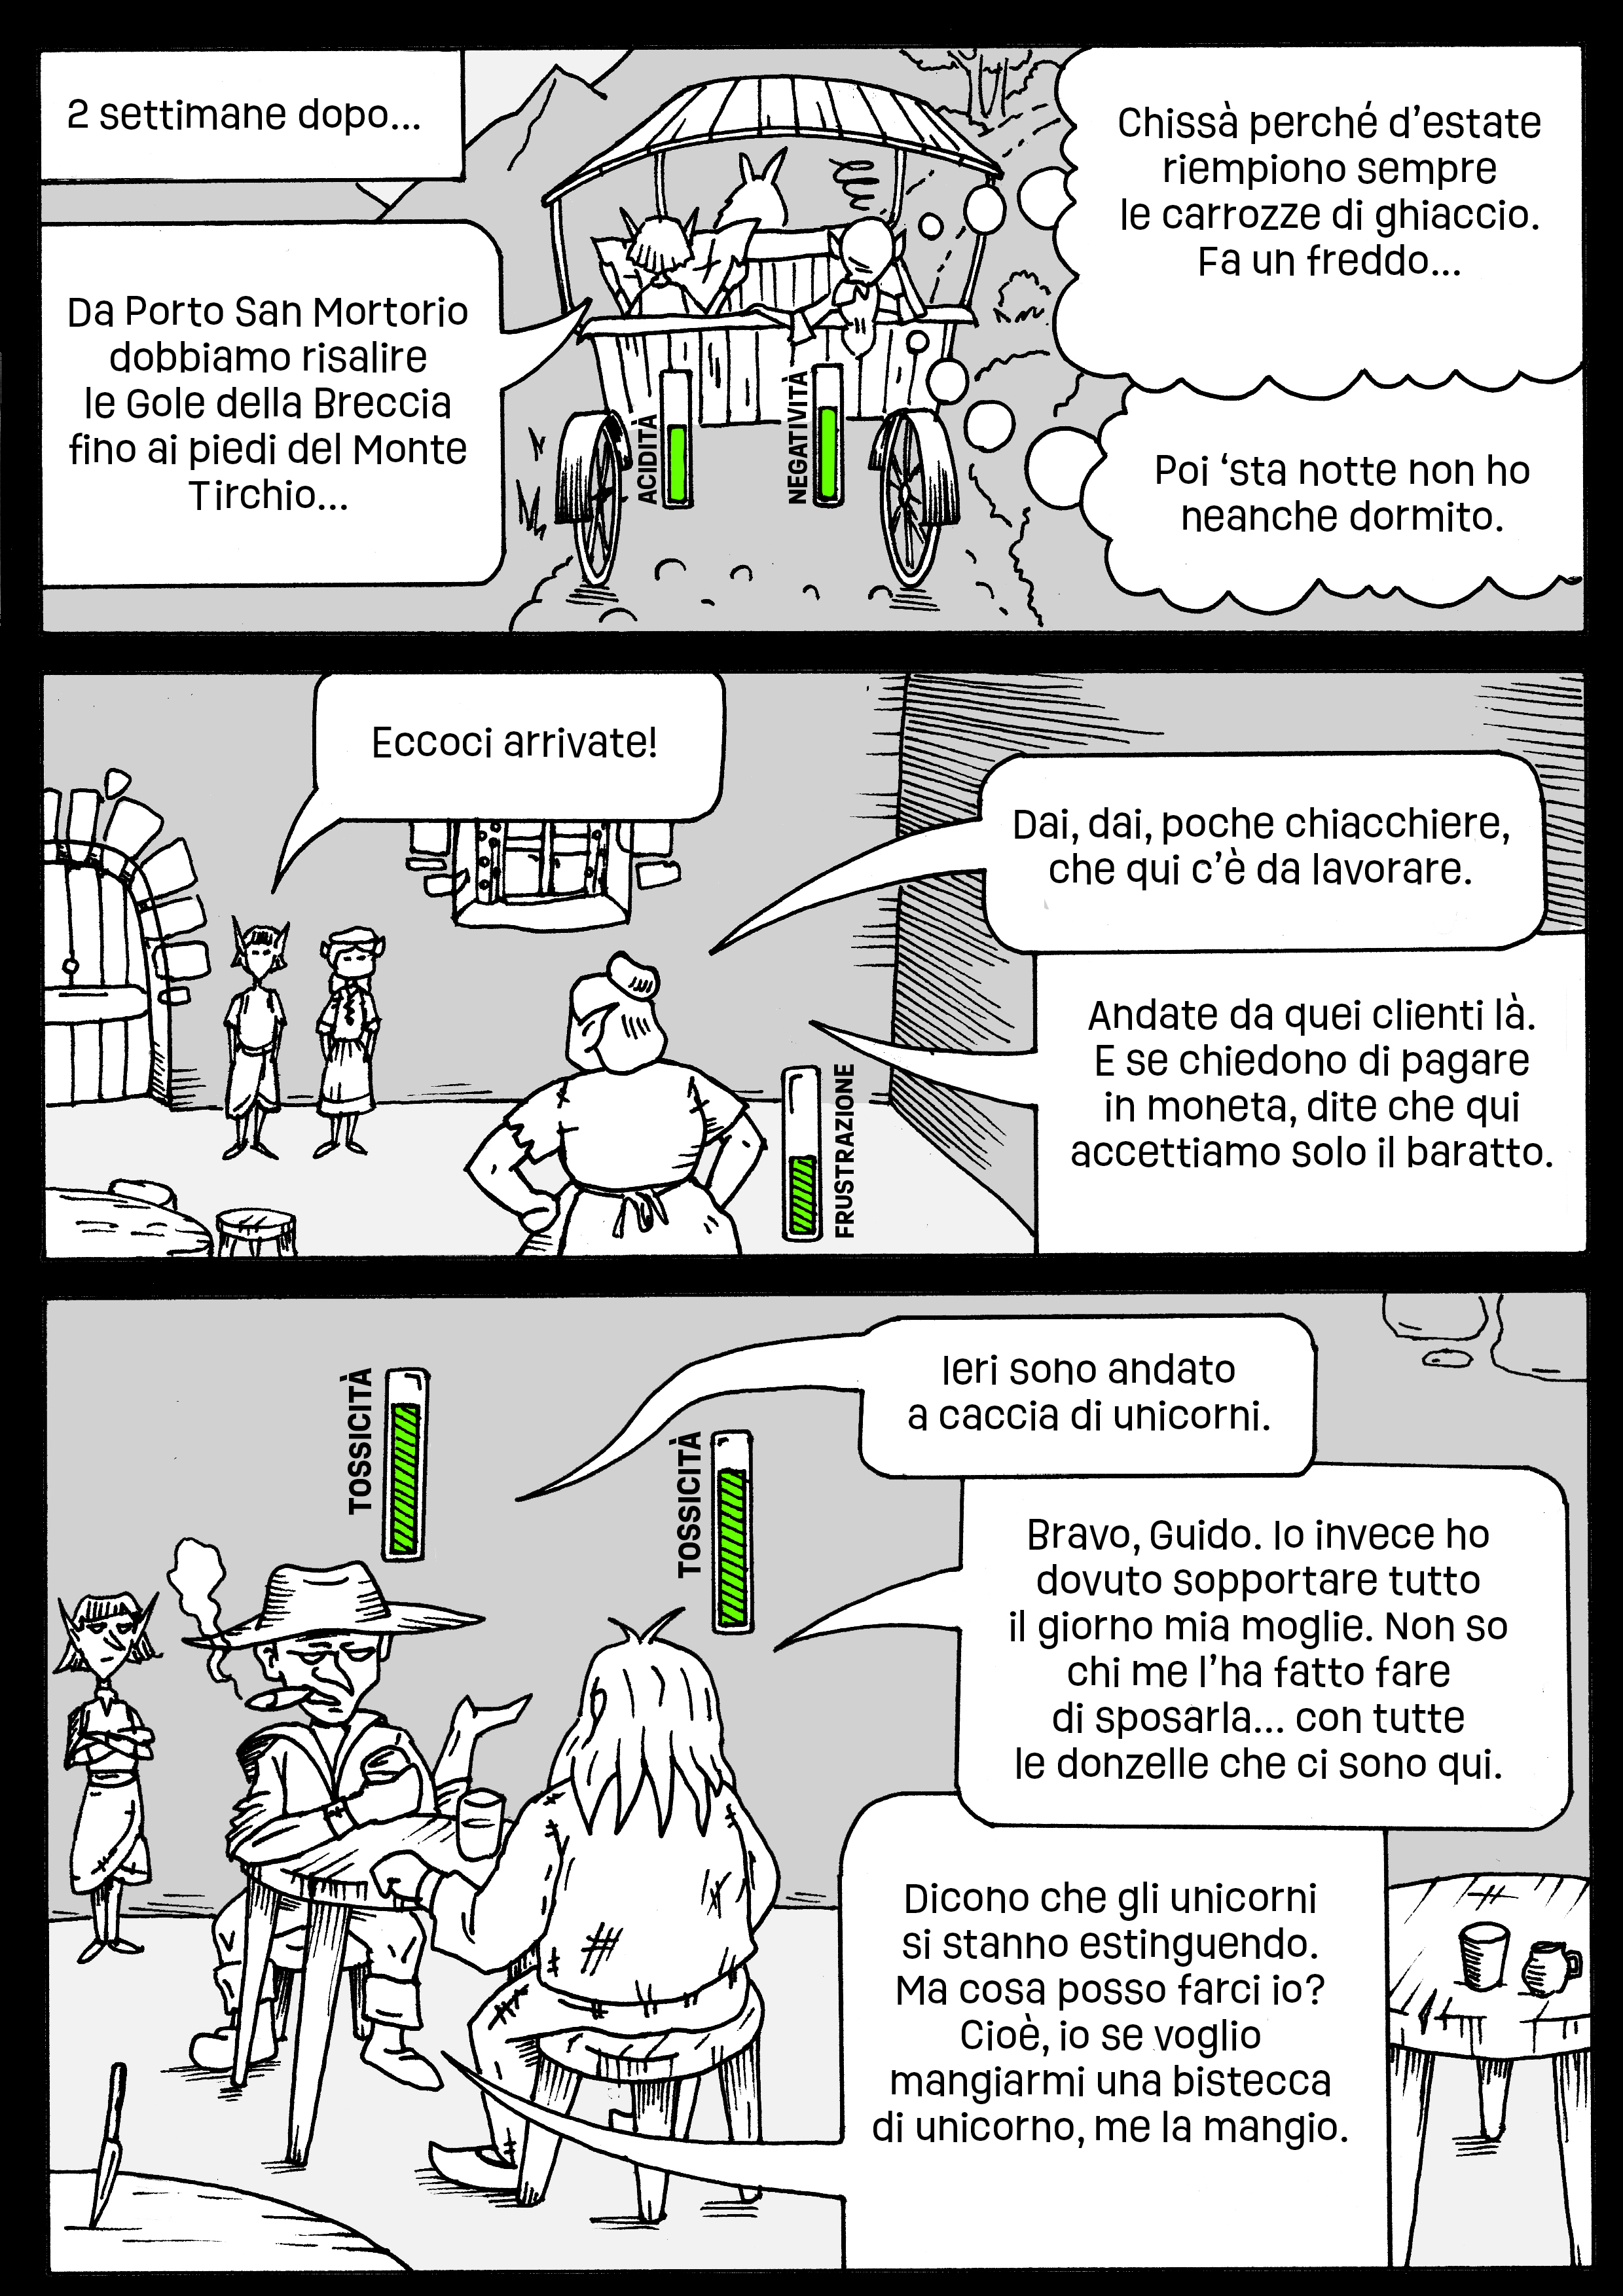 2 settimane dopo...
Da Porto San Mortorio
dobbiamo risalire
le Gole della Breccia
fino ai piedi del Monte
Tirchio...
Chissà perché d'estate
riempiono sempre
le carrozze di ghiaccio.
Fa un freddo...
Poi ‘sta notte non ho
neanche dormito.
ACIDITÀ
NEGATIVITÀ
Eccoci arrivate!
Dai, dai, poche chiacchiere,
che qui c'è da lavorare.
Andate da quei clienti là.
E se chiedono di pagare
in moneta, dite che qui
accettiamo solo il baratto.
FRUSTRAZIONE
Ieri sono andato
a caccia di unicorni.
TOSSICITÀ
TOSSICITÀ
Bravo, Guido. Io invece ho
dovuto sopportare tutto
il giorno mia moglie. Non so
chi me l'ha fatto fare
di sposarla... con tutte
le donzelle che ci sono qui.
Dicono che gli unicorni
si stanno estinguendo.
Ma cosa posso farci io?
Cioè, io se voglio
mangiarmi una bistecca
di unicorno, me la mangio.